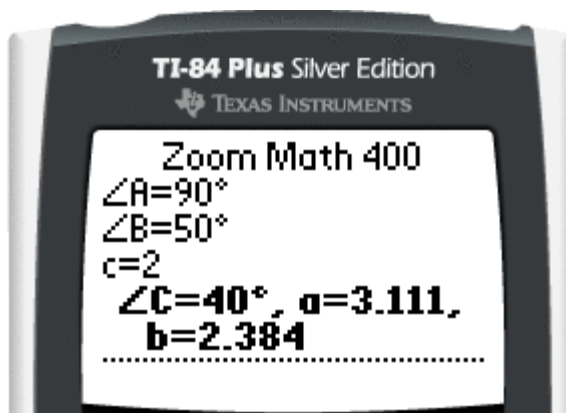 TI-84 Plus Silver Edition
TEXAS INSTRUMENTS
Zoom Math 400
∠A=90°
∠B=50°
c=2
∠C=40°, a=3.111,
b=2.384